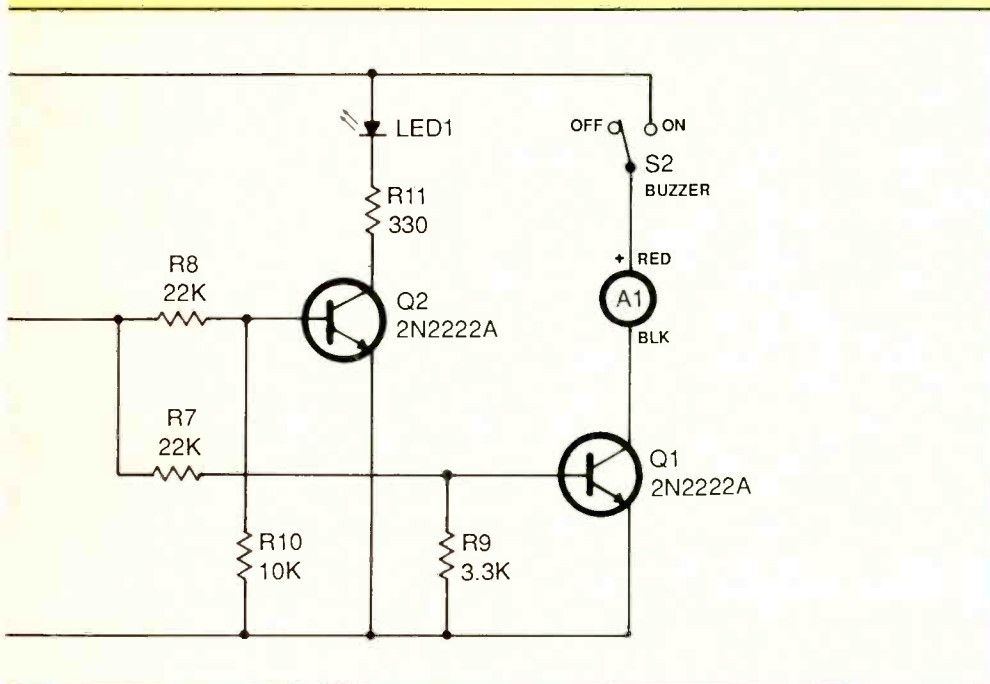 LED1
OFF ON
S2
BUZZER
R11
330
+ RED
A1
BLK
R8
22K
Q2
2N2222A
R7
22K
Q1
2N2222A
R10
10K
R9
3.3K